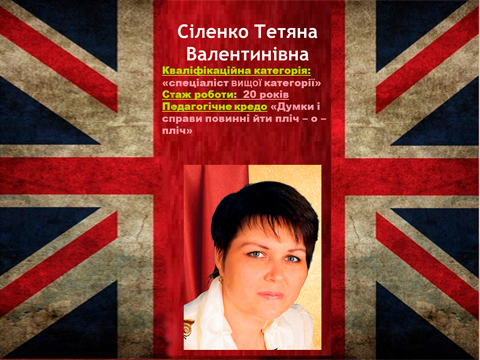 Сіленко Тетяна
Валентинівна
Кваліфікаційна категорія:
«спеціаліст вищої категорії»
Стаж роботи:  20 років
Педагогічне кредо «Думки і
справи повинні йти пліч – о –
пліч»